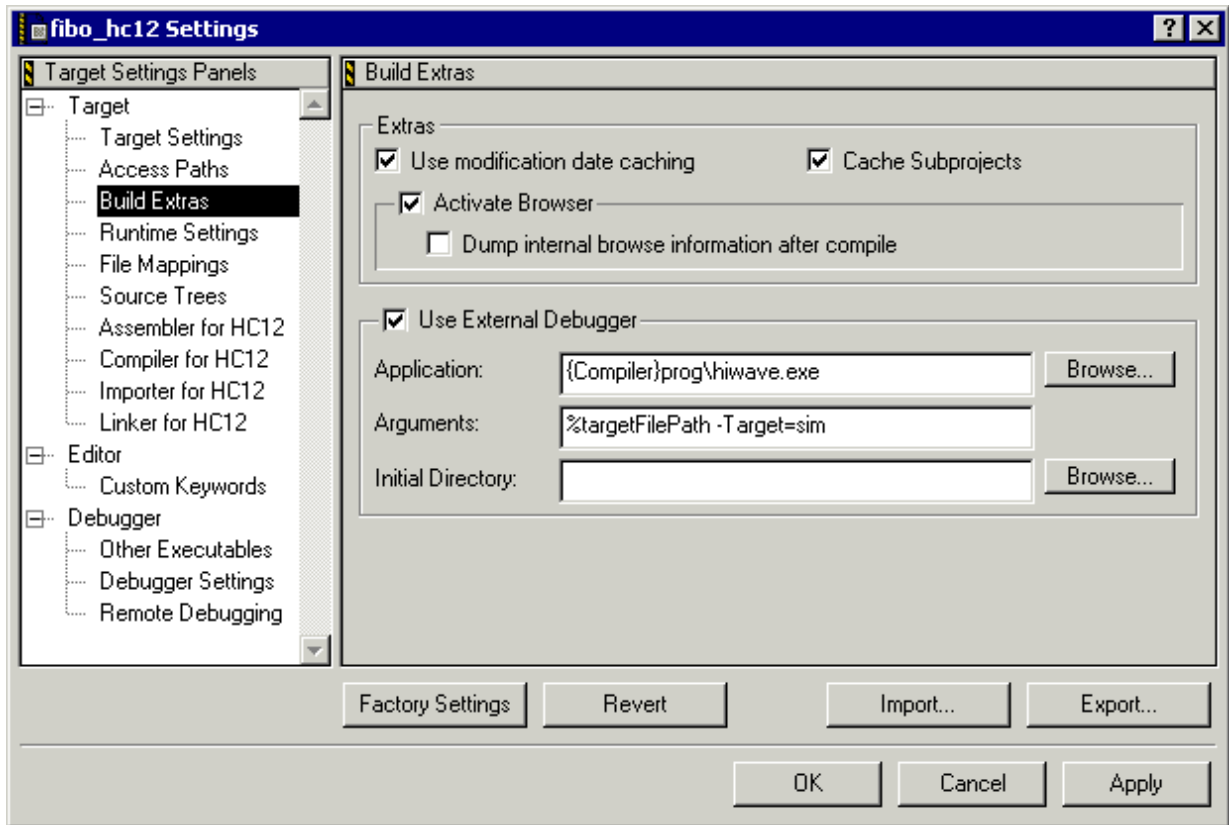 fibo_hc12 Settings
Target Settings Panels
Target
Target Settings
Access Paths
Build Extras
Runtime Settings
File Mappings
Source Trees
Assembler for HC12
Compiler for HC12
Importer for HC12
Linker for HC12
Editor
Custom Keywords
Debugger
Other Executables
Debugger Settings
Remote Debugging
Build Extras
Extras
Use modification date caching Cache Subprojects
Activate Browser
Dump internal browse information after compile
Use External Debugger
Application: {Compiler}prog\hiwave.exe Browse...
Arguments: %targetFilePath -Target=sim
Initial Directory: Browse...
Factory Settings Revert Import... Export...
OK Cancel Apply